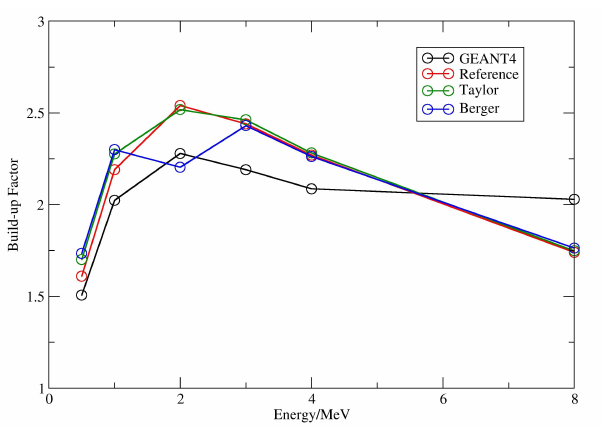 3
2.5
2
1.5
1
Build-up Factor
0
2
4
6
8
Energy/MeV
GEANT4
Reference
Taylor
Berger